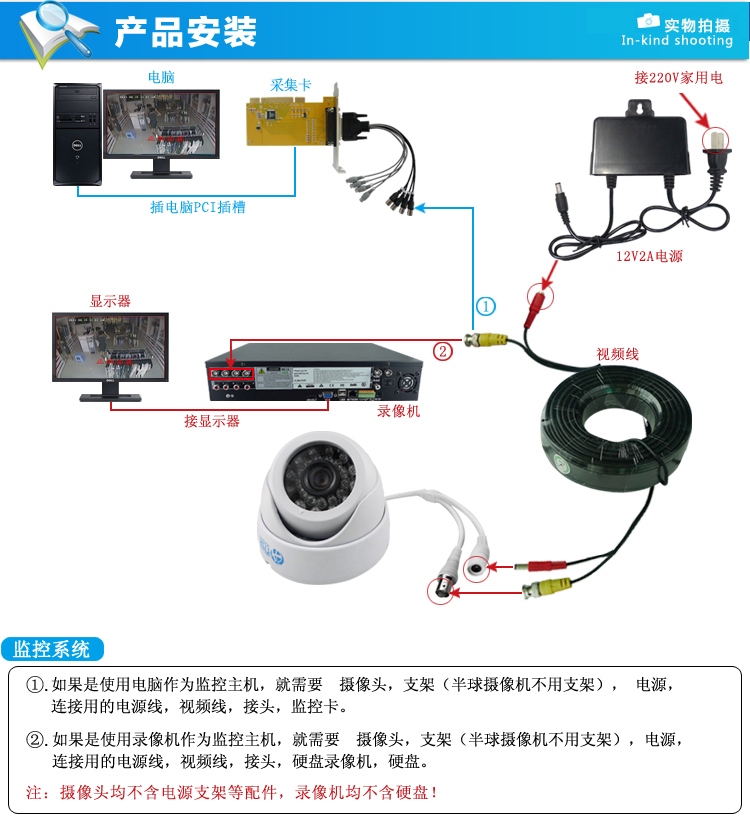 产品安装
实物拍摄
In-kind shooting
电脑
采集卡
接220V家用电
插电脑PCI插槽
12V2A电源
①
显示器
②
视频线
接显示器
录像机
监控系统
①.如果是使用电脑作为监控主机，就需要 摄像头，支架（半球摄像机不用支架）， 电源，
连接用的电源线，视频线，接头，监控卡。
②.如果是使用录像机作为监控主机，就需要 摄像头，支架（半球摄像机不用支架），电源，
连接用的电源线，视频线，接头，硬盘录像机，硬盘。
注：摄像头均不含电源支架等配件，录像机均不含硬盘！